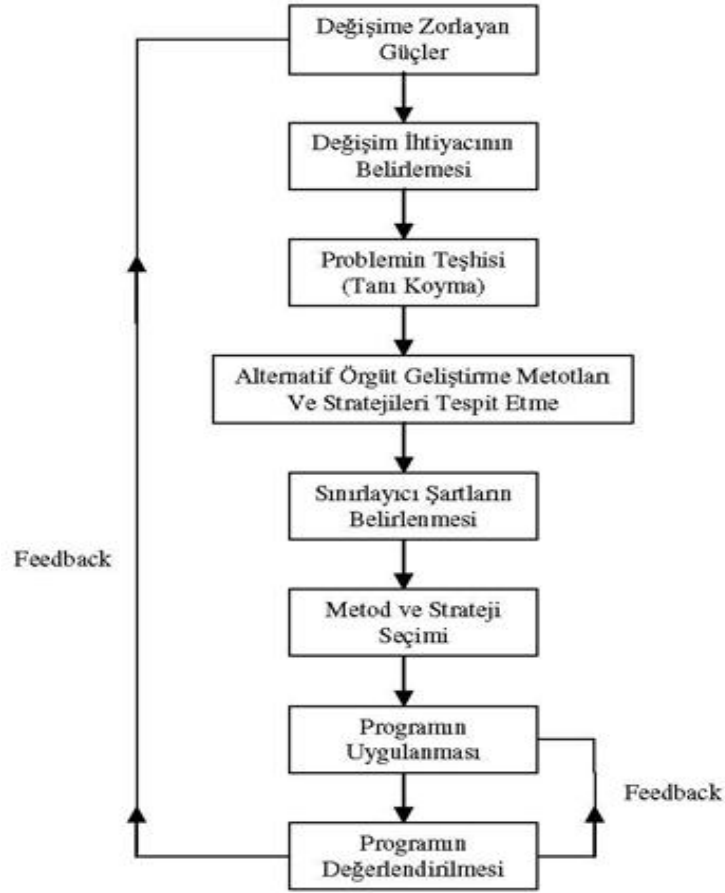 Değişime Zorlayan
Güçler
Değişim İhtiyacının
Belirlemesi
Problemin Teşhisi
(Tanı Koyma)
Alternatif Örgüt Geliştirme Metotları
Ve Stratejileri Tespit Etme
Sınırlayıcı Şartların
Belirlenmesi
Feedback
Metod ve Strateji
Seçimi
Programın
Uygulanması
Feedback
Programın
Değerlendirilmesi